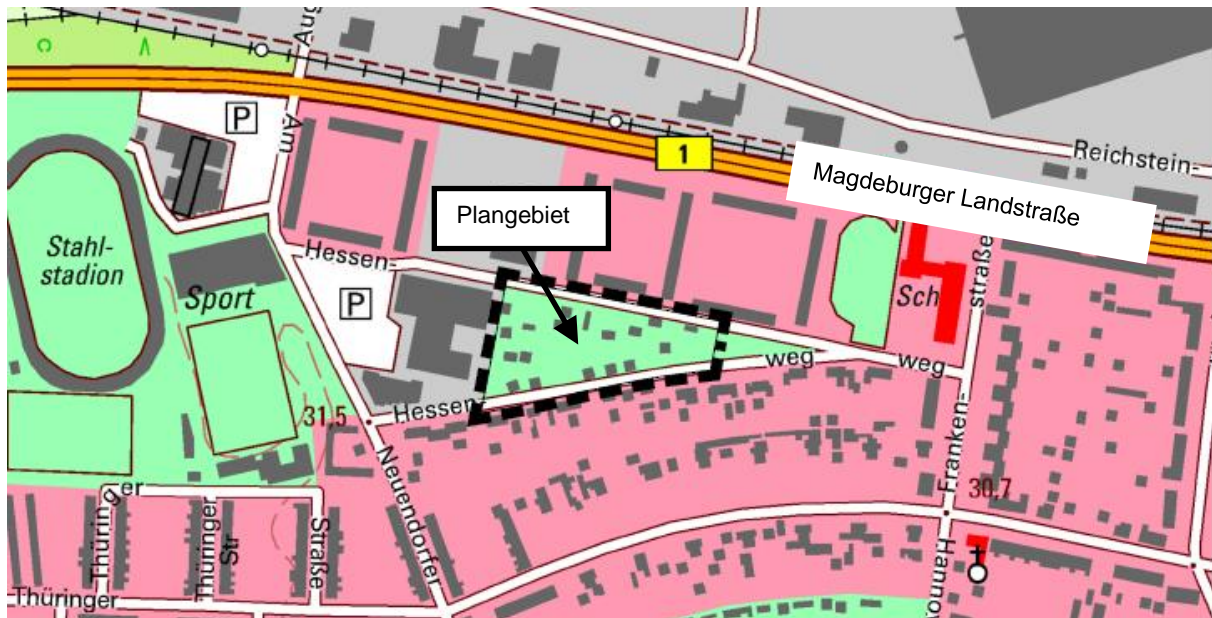 Aug
Am
P
1
Reichstein-
Magdeburger Landstraße
Plangebiet
Stahl-
stadion
Sport
Hessen-
P
Sch
straße
weg
weg
Hessen-
31,5
Franken-
30,7
Neuendorfer
Thüringer
Thüringer
Str
Straße
Hannov
Thüringer